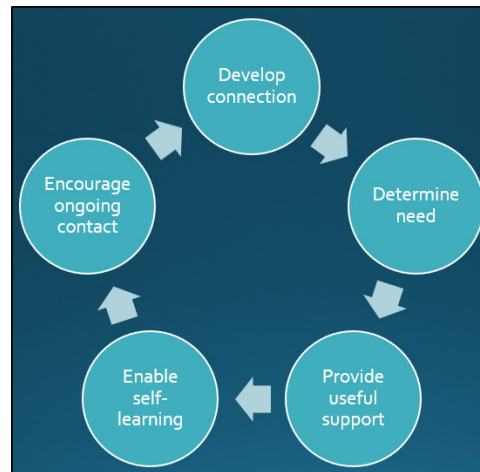 Develop
connection
Determine
need
Provide
useful
support
Enable
self-
learning
Encourage
ongoing
contact